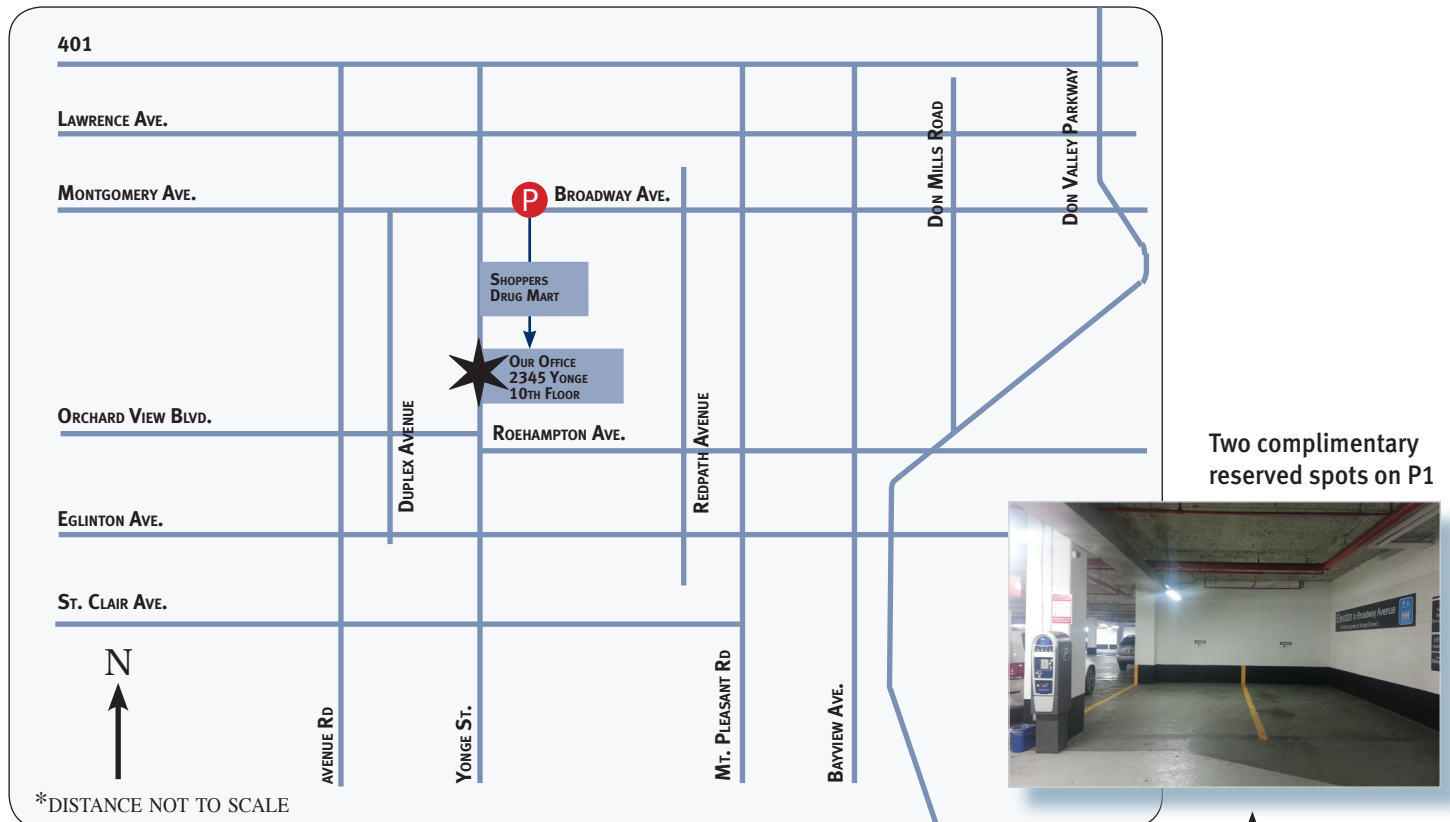 401
Lawrence Ave.
Montgomery Ave.
P
Broadway Ave.
Don Mills Road
Don Valley Parkway
Shoppers
Drug Mart
Our Office
2345 Yonge
10th Floor
Orchard View Blvd.
Duplex Avenue
Roehampton Ave.
Redpath Avenue
Eglinton Ave.
St. Clair Ave.
N
Avenue Rd
Yonge St.
Mt. Pleasant Rd
Bayview Ave.
*DISTANCE NOT TO SCALE
Two complimentary
reserved spots on P1
Elevator to Broadway Avenue